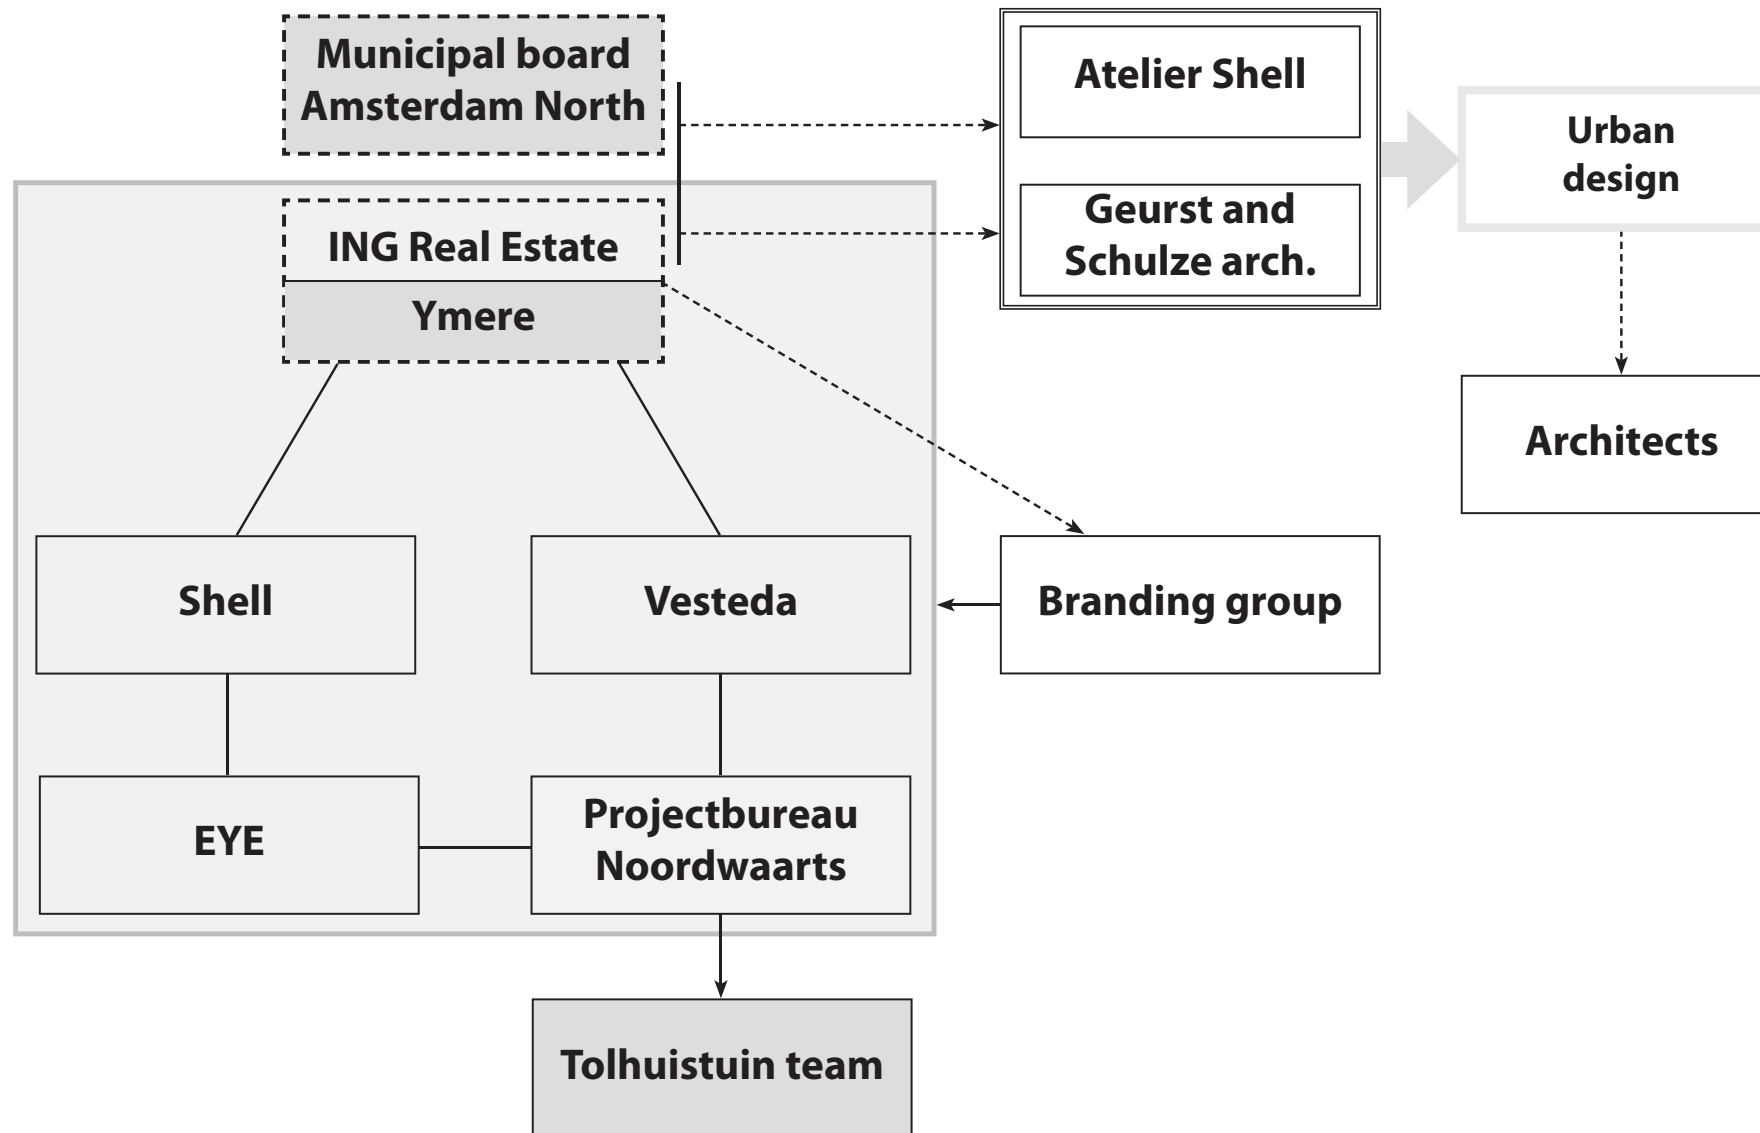 Municipal board
Amsterdam North
Atelier Shell
Urban
design
ING Real Estate
Geurst and
Schulze arch.
Ymere
Architects
Shell
Vesteda
Branding group
EYE
Projectbureau
Noordwaarts
Tolhuistuin team